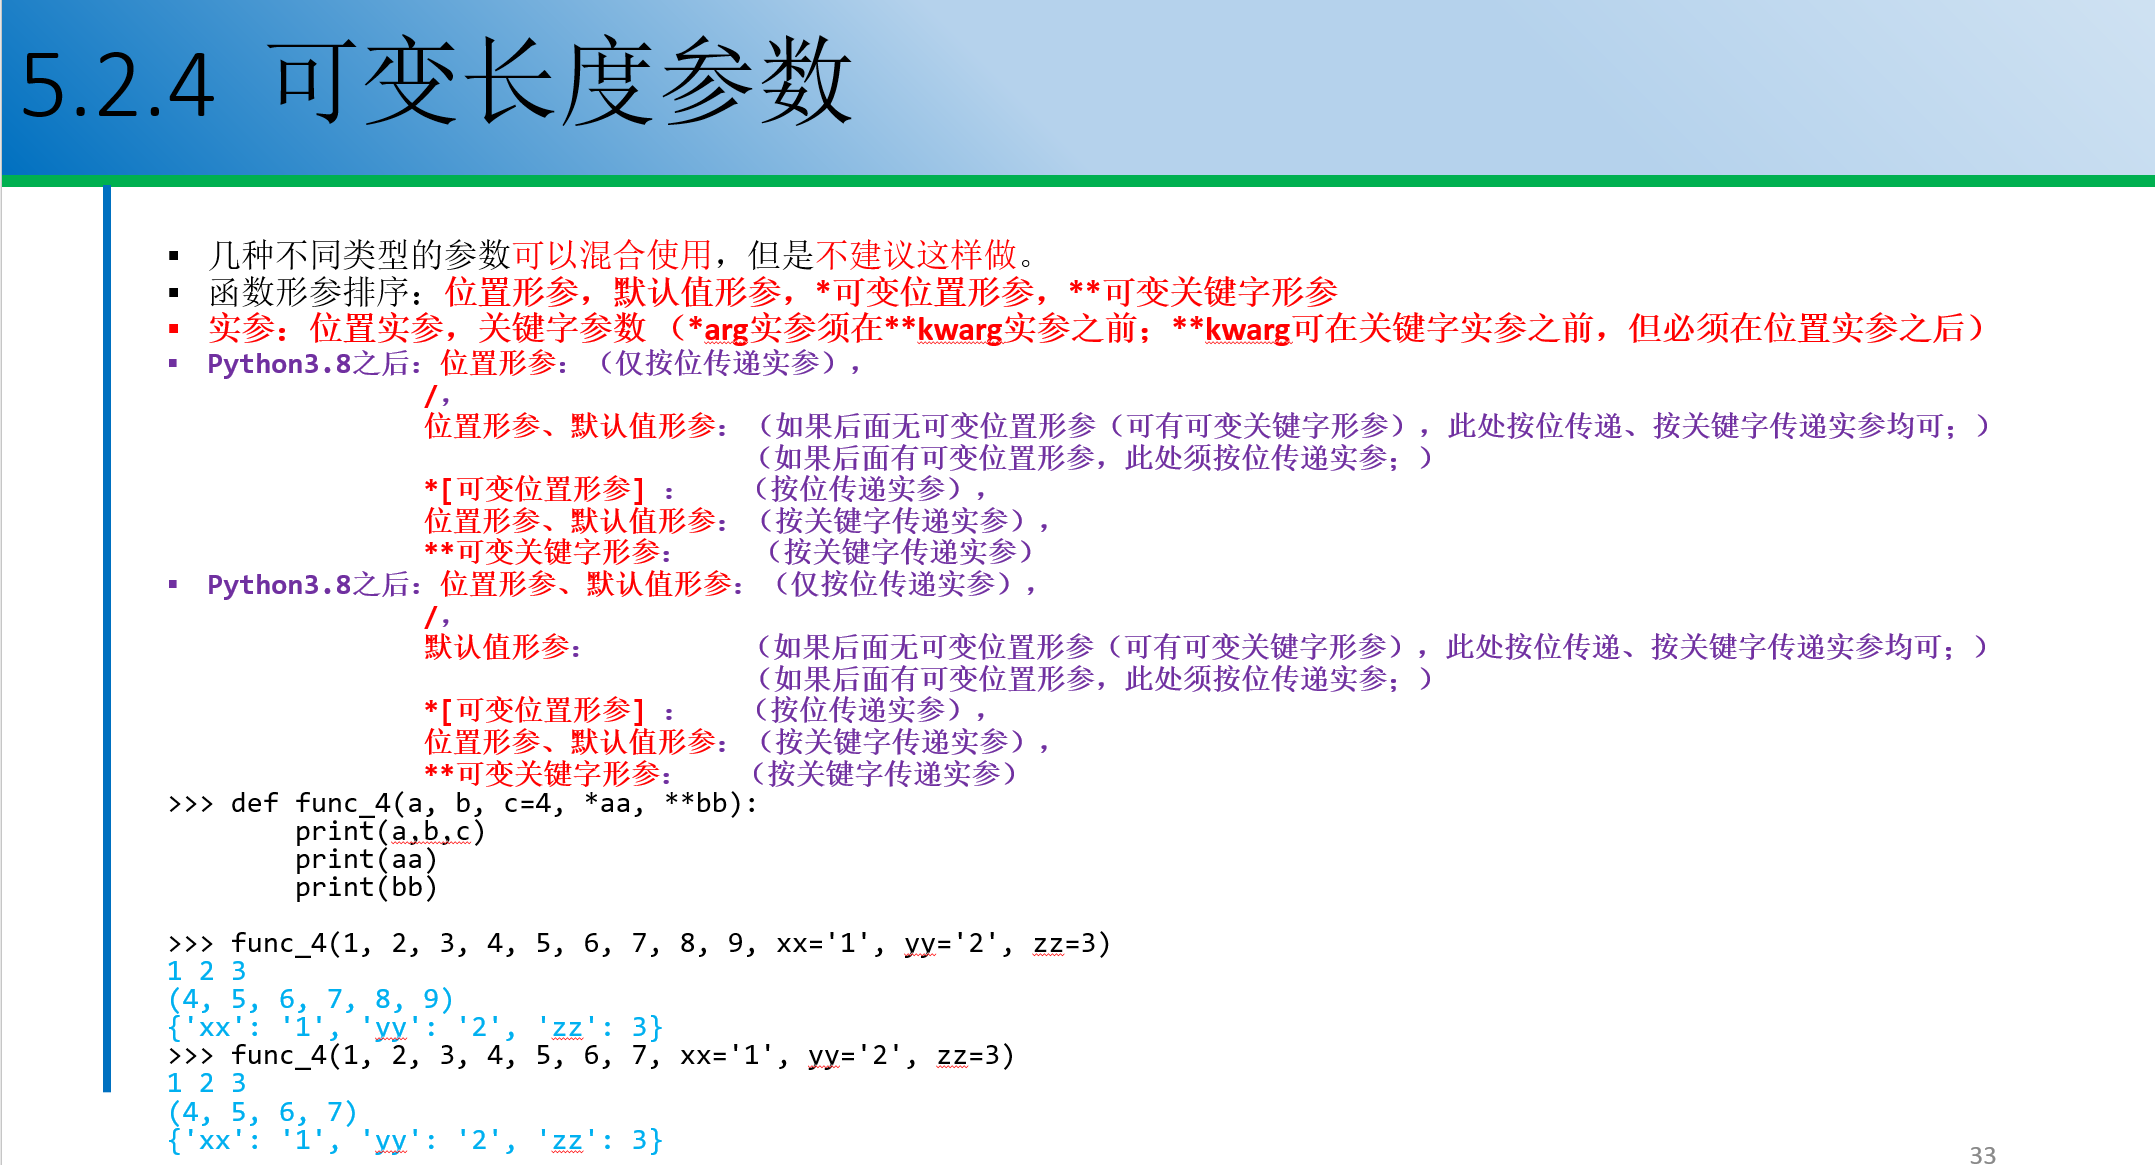 5.2.4 可变长度参数
▪ 几种不同类型的参数可以混合使用，但是不建议这样做。
▪ 函数形参排序：位置形参，默认值形参，*可变位置形参，**可变关键字形参
▪ 实参：位置实参，关键字参数（*arg实参须在**kwarg实参之前；**kwarg可在关键字实参之前，但必须在位置实参之后）
▪ Python3.8之后：位置形参：（仅按位传递实参），
/，
位置形参、默认值形参：（如果后面无可变位置形参（可有可变关键字形参），此处按位传递、按关键字传递实参均可；）
（如果后面有可变位置形参，此处须按位传递实参；）
*[可变位置形参] ： （按位传递实参），
位置形参、默认值形参：（按关键字传递实参），
**可变关键字形参： （按关键字传递实参）
▪ Python3.8之后：位置形参、默认值形参：（仅按位传递实参），
/，
默认值形参： （如果后面无可变位置形参（可有可变关键字形参），此处按位传递、按关键字传递实参均可；）
（如果后面有可变位置形参，此处须按位传递实参；）
*[可变位置形参] ： （按位传递实参），
位置形参、默认值形参：（按关键字传递实参），
**可变关键字形参： （按关键字传递实参）
>>> def func_4(a, b, c=4, *aa, **bb):
        print(a,b,c)
        print(aa)
        print(bb)
>>> func_4(1, 2, 3, 4, 5, 6, 7, 8, 9, xx='1', yy='2', zz=3)
1 2 3
(4, 5, 6, 7, 8, 9)
{'xx': '1', 'yy': '2', 'zz': 3}
>>> func_4(1, 2, 3, 4, 5, 6, 7, xx='1', yy='2', zz=3)
1 2 3
(4, 5, 6, 7)
{'xx': '1', 'yy': '2', 'zz': 3}
33